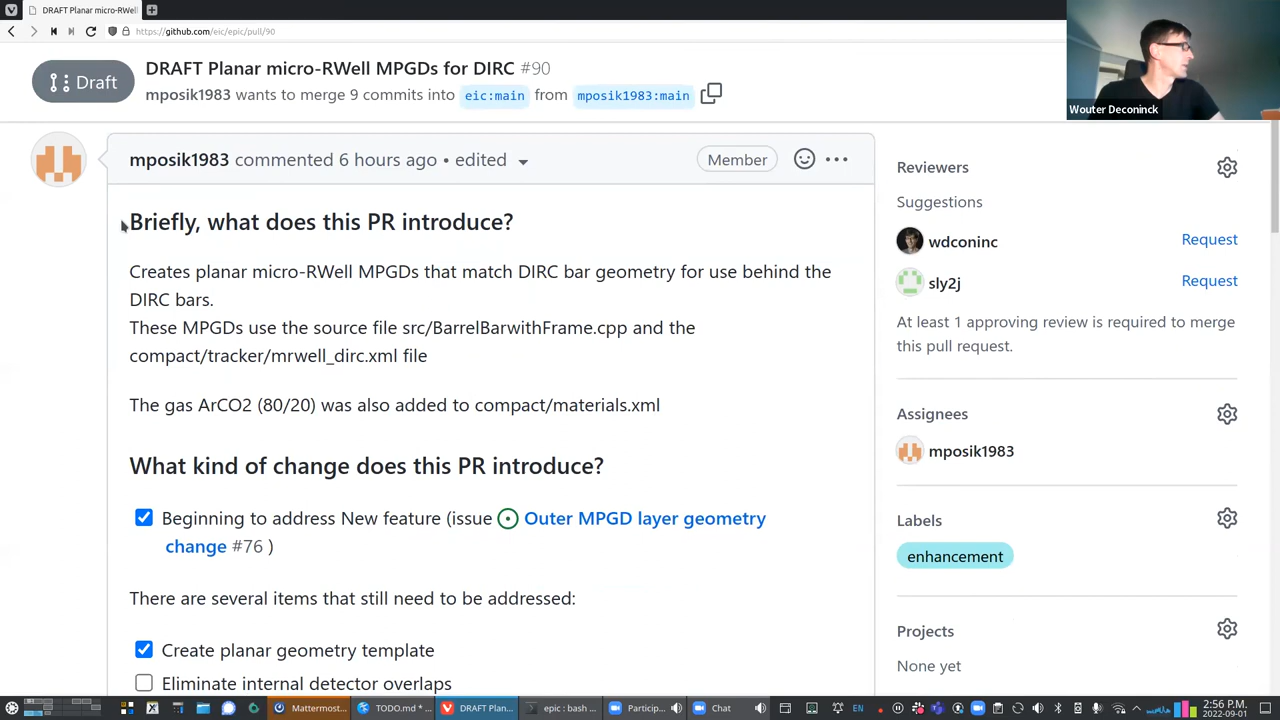 DRAFT Planar micro-RWell
https://github.com/eic/epic/pull/90
Draft
DRAFT Planar micro-RWell MPGDs for DIRC #90
mposik1983 wants to merge 9 commits into eic:main from mposik1983:main
Wouter Deconinck
mposik1983 commented 6 hours ago • edited
Member
Briefly, what does this PR introduce?
Creates planar micro-RWell MPGDs that match DIRC bar geometry for use behind the
DIRC bars.
These MPGDs use the source file src/BarrelBarwithFrame.cpp and the
compact/tracker/mrwell_dirc.xml file
The gas ArCO2 (80/20) was also added to compact/materials.xml
What kind of change does this PR introduce?
Beginning to address New feature (issue Outer MPGD layer geometry
change #76 )
There are several items that still need to be addressed:
Create planar geometry template
Eliminate internal detector overlaps
Reviewers
Suggestions
wdconinc Request
sly2j Request
At least 1 approving review is required to merge
this pull request.
Assignees
mposik1983
Labels
enhancement
Projects
None yet
Mattermost...
TODO.md * ...
DRAFT Plan...
epic : bash ...
Particip...
Chat
EN
2:56 PM
2022-09-01